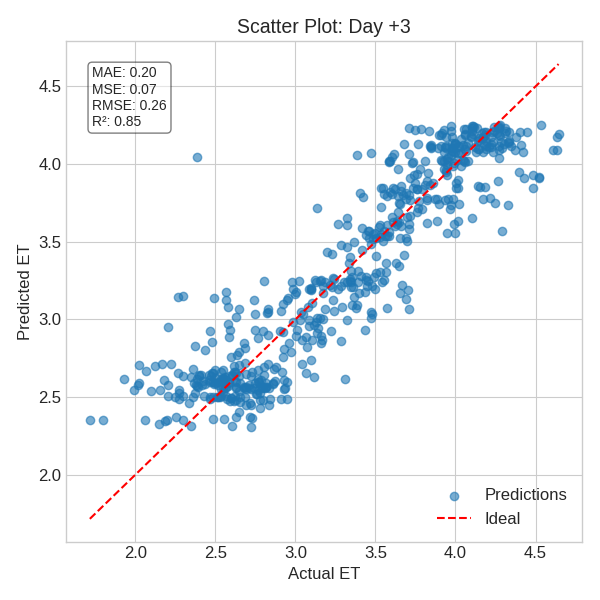 Scatter Plot: Day +3
MAE: 0.20
MSE: 0.07
RMSE: 0.26
R²: 0.85
4.5
4.0
3.5
3.0
2.5
2.0
Predicted ET
Predictions
Ideal
2.0 2.5 3.0 3.5 4.0 4.5
Actual ET